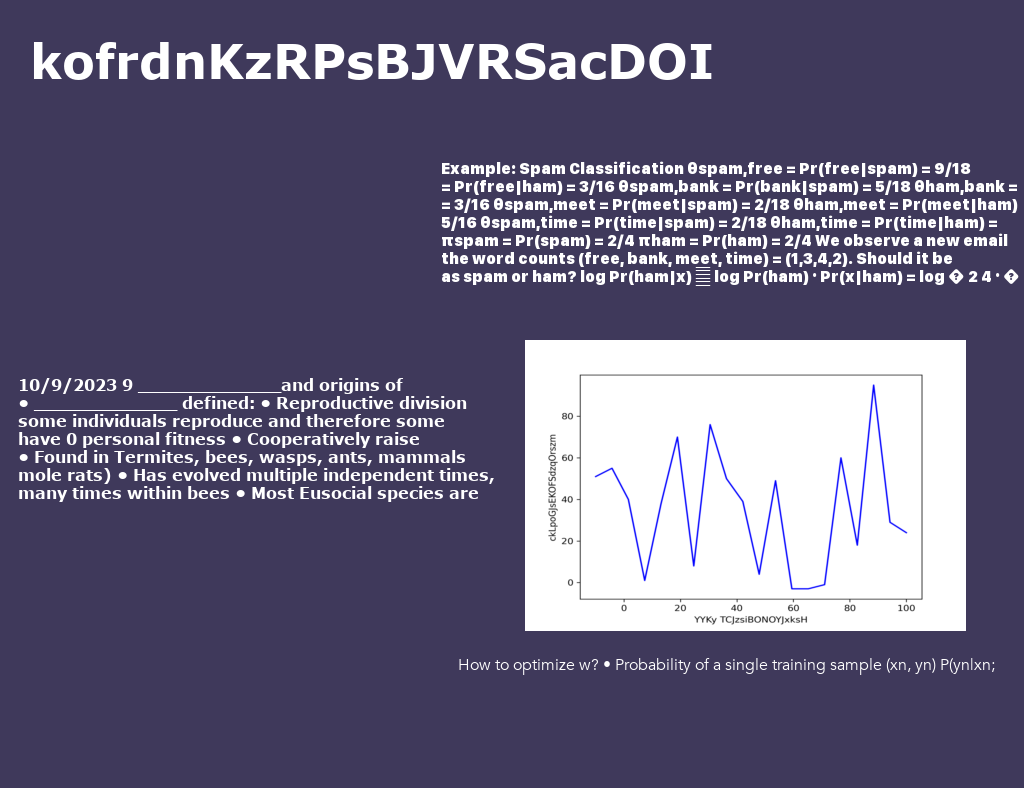 kofrdnKzRPsBJVRSacDOI
Example: Spam Classification θspam,free = Pr(free|spam) = 9/18
= Pr(free|ham) = 3/16 θspam,bank = Pr(bank|spam) = 5/18 θham,bank =
= 3/16 θspam,meet = Pr(meet|spam) = 2/18 θham,meet = Pr(meet|ham)
5/16 θspam,time = Pr(time|spam) = 2/18 θham,time = Pr(time|ham) =
πspam = Pr(spam) = 2/4 πham = Pr(ham) = 2/4 We observe a new email
the word counts (free, bank, meet, time) = (1,3,4,2). Should it be
as spam or ham? log Pr(ham|x) log Pr(ham) · Pr(x|ham) = log � 2 4 · �
10/9/2023 9 ________________and origins of
• ________________ defined: • Reproductive division
some individuals reproduce and therefore some
have 0 personal fitness • Cooperatively raise
• Found in Termites, bees, wasps, ants, mammals
mole rats) • Has evolved multiple independent times,
many times within bees • Most Eusocial species are
80
60
40
20
0
ckLpoGJsEKOFSdzqOrszm
0 20 40 60 80 100
YYKy TCJzsiBONOYJxksH
How to optimize w? • Probability of a single training sample (xn, yn) P(ynlxn;